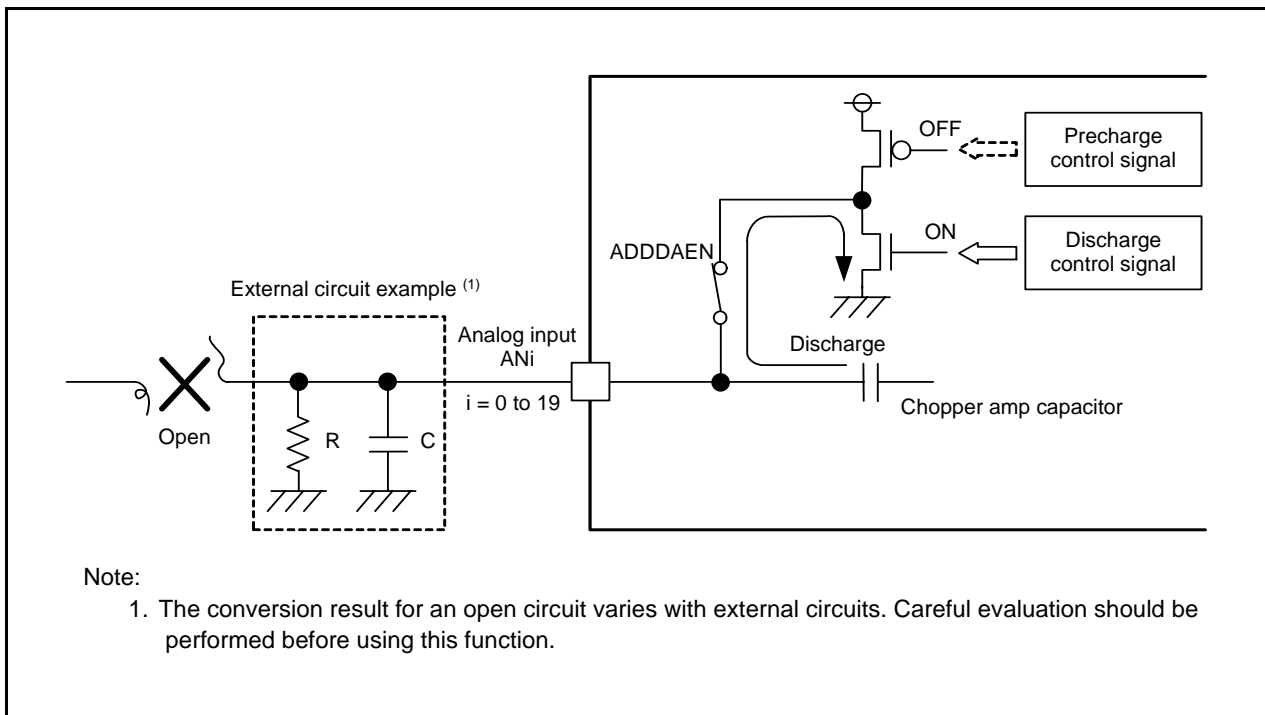 OFF
Precharge
control signal
ON
Discharge
control signal
ADDDAEN
External circuit example (1)
Analog input
ANi
Discharge
i = 0 to 19
Chopper amp capacitor
Open
R
C
Note:
1. The conversion result for an open circuit varies with external circuits. Careful evaluation should be
performed before using this function.